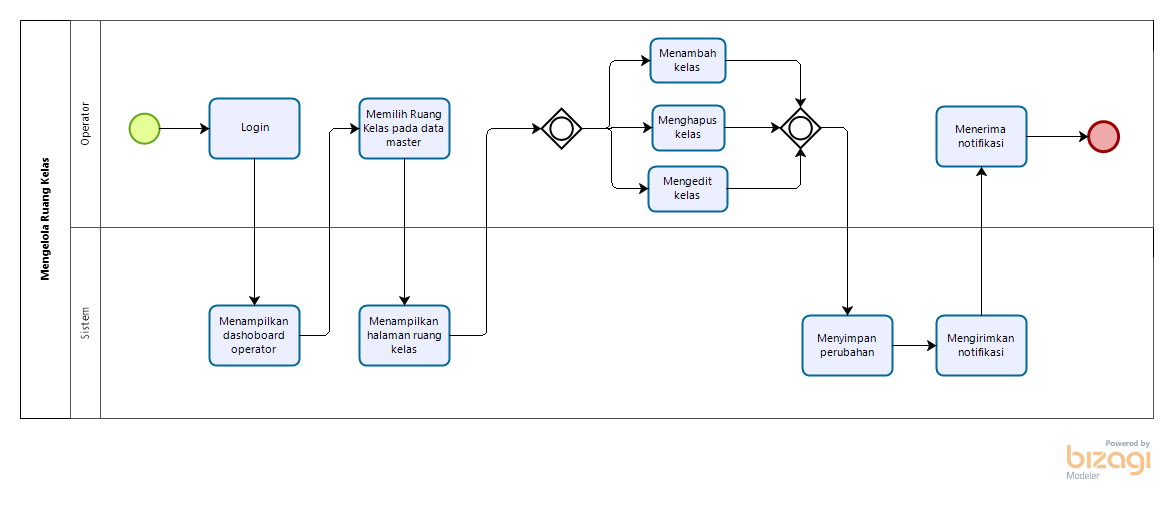 Mengelola Ruang Kelas
Operator
Login
Memilih Ruang
Kelas pada data
master
Menambah
kelas
Menghapus
kelas
Mengedit
kelas
Menerima
notifikasi
Sistem
Menampilkan
dashoboard
operator
Menampilkan
halaman ruang
kelas
Menyimpan
perubahan
Mengirimkan
notifikasi
Powered by
bizagi
Modeler